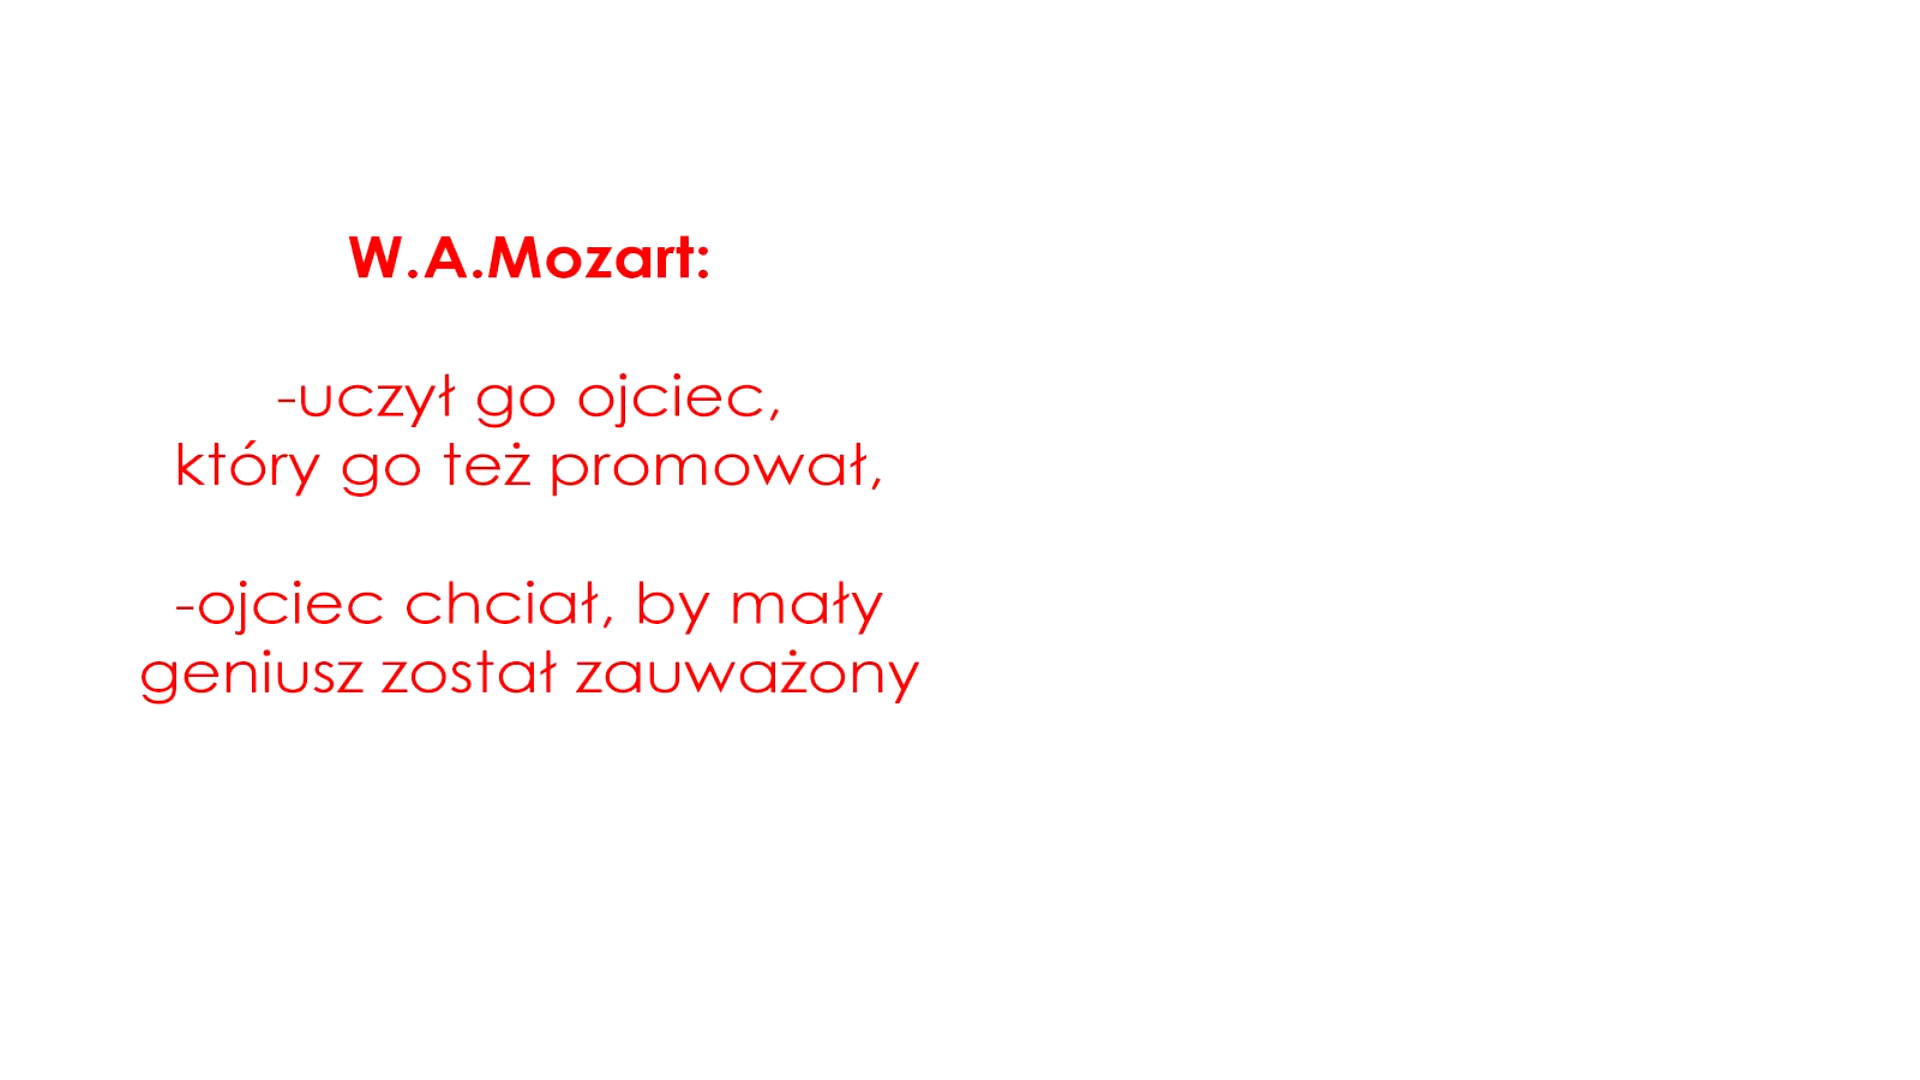 W.A.Mozart:
-uczył go ojciec,
który go też promował,
-ojciec chciał, by mały
geniusz został zauważony